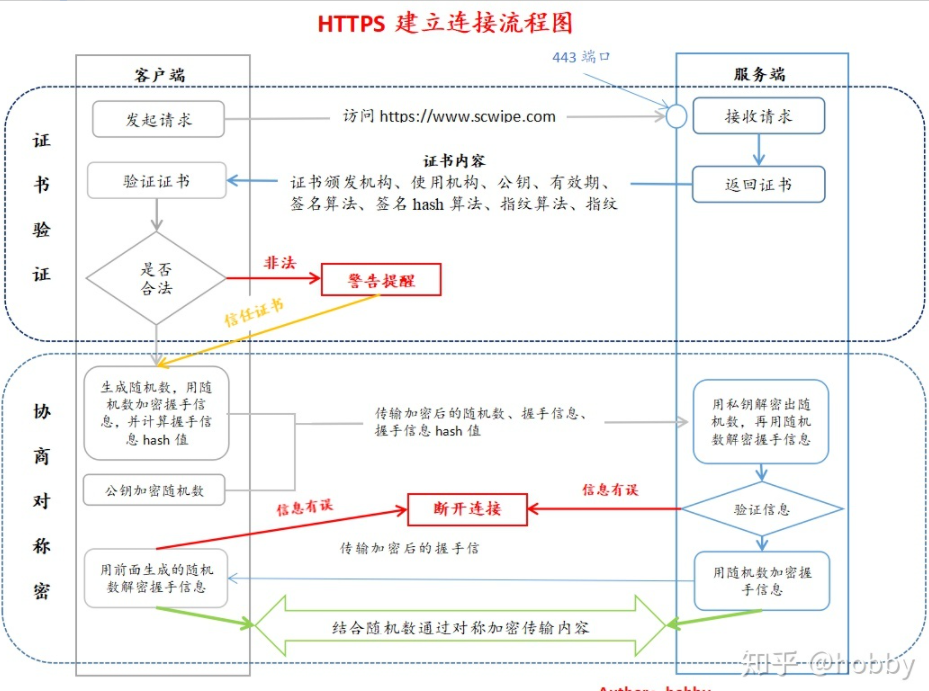 HTTPS 建立连接流程图
443 端口
客户端
服务端
证
书
验
证
发起请求
访问 https://www.scwipe.com
接收请求
证书内容
验证证书
证书颁发机构、使用机构、公钥、有效期、
签名算法、签名 hash 算法、指纹算法、指纹
返回证书
是否
合法
非法
警告提醒
信任证书
协
商
对
称
密
生成随机数，用随
机数加密握手信
息，并计算握手信
息 hash 值
传输加密后的随机数、握手信息、
握手信息 hash 值
用私钥解密出随
机数，再用随机
数解密握手信息
公钥加密随机数
信息有误
断开连接
信息有误
验证信息
传输加密后的握手信
用前面生成的随机
数解密握手信息
用随机数加密握
手信息
结合随机数通过对称加密传输内容
知乎 @hobby